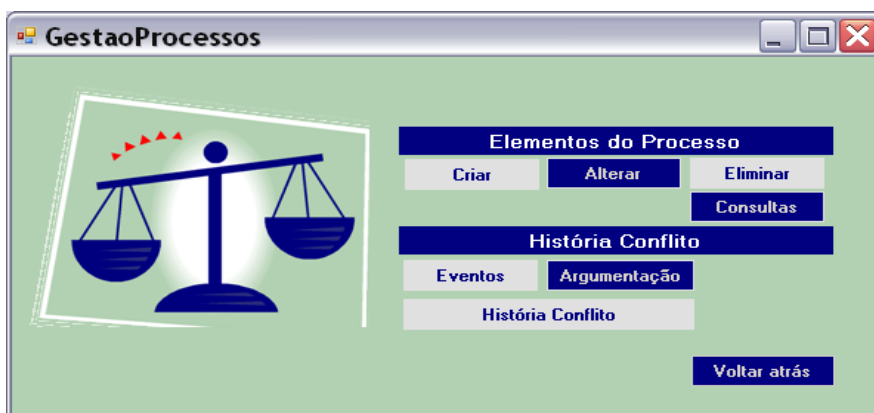 GestaoProcessos
Elementos do Processo
Criar Alterar Eliminar
Consultas
História Conflito
Eventos Argumentação
História Conflito
Voltar atrás